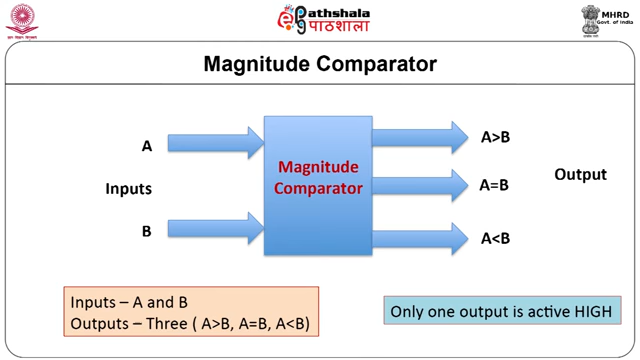 ePathshala
पाठशाला
MHRD
Govt. of India
Magnitude Comparator
A
Inputs
B
Magnitude
Comparator
A>B
A=B
A<B
Output
Inputs – A and B
Outputs – Three ( A>B, A=B, A<B)
Only one output is active HIGH